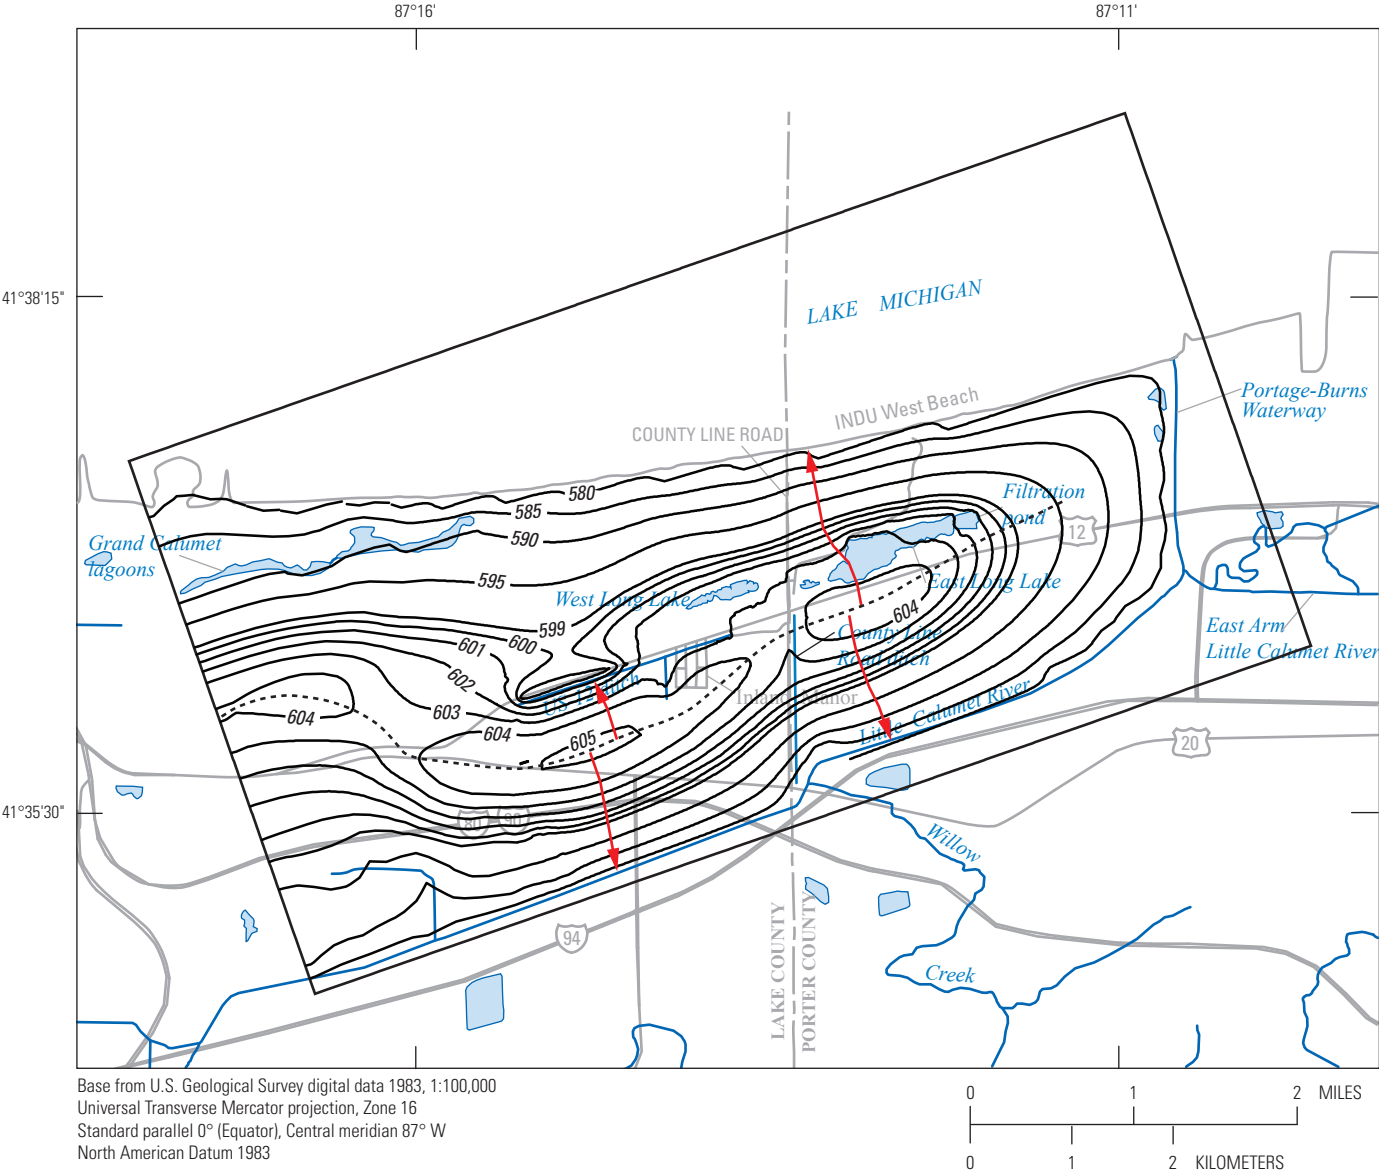 87°16'
87°11'
41°38'15"
LAKE MICHIGAN
INDU West Beach
COUNTY LINE ROAD
Portage-Burns
Waterway
580
585
590
595
Filtration
pond
12
Grand Calumet
lagoons
West Long Lake
East Long Lake
599
600
601
602
603
604
604
605
604
County Line
Road ditch
East Arm
Little Calumet River
US-12 ditch
Inland Manor
Little Calumet River
20
41°35'30"
80
90
Willow
94
LAKE COUNTY
PORTER COUNTY
Creek
Base from U.S. Geological Survey digital data 1983, 1:100,000
Universal Transverse Mercator projection, Zone 16
Standard parallel 0° (Equator), Central meridian 87° W
North American Datum 1983
0 1 2 MILES
0 1 2 KILOMETERS